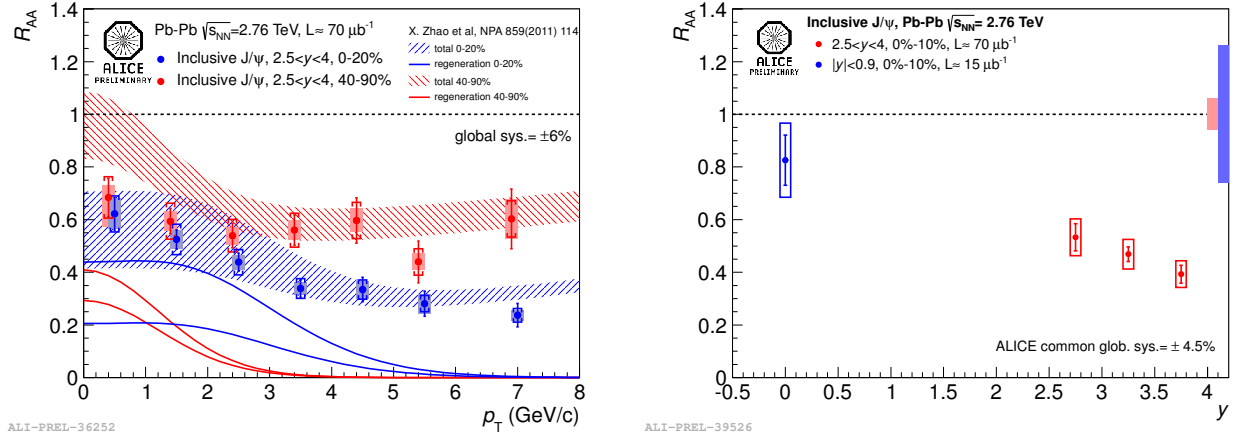 R_AA
1.4
1.2
1
0.8
0.6
0.4
0.2
0
ALICE
PRELIMINARY
Pb-Pb √s_NN=2.76 TeV, L≈ 70 μb⁻¹
Inclusive J/ψ, 2.5<y<4, 0-20%
Inclusive J/ψ, 2.5<y<4, 40-90%
X. Zhao et al, NPA 859(2011) 114
total 0-20%
regeneration 0-20%
total 40-90%
regeneration 40-90%
global sys.= ±6%
0 1 2 3 4 5 6 7 8
p_T (GeV/c)
ALI-PREL-36252
R_AA
1.4
1.2
1
0.8
0.6
0.4
0.2
0
ALICE
PRELIMINARY
Inclusive J/ψ, Pb-Pb √s_NN= 2.76 TeV
2.5<y<4, 0%-10%, L≈ 70 μb⁻¹
|y|<0.9, 0%-10%, L≈ 15 μb⁻¹
ALICE common glob. sys.= ± 4.5%
-0.5 0 0.5 1 1.5 2 2.5 3 3.5 4
y
ALI-PREL-39526